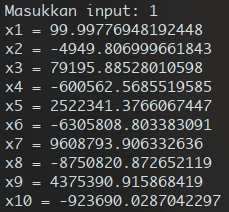 Masukkan input: 1
x1 = 99.99776948192448
x2 = -4949.806999661843
x3 = 79195.88528010598
x4 = -600562.5685519585
x5 = 2522341.3766067447
x6 = -6305808.803383091
x7 = 9608793.906332636
x8 = -8750820.872652119
x9 = 4375390.915868419
x10 = -923690.0287042297